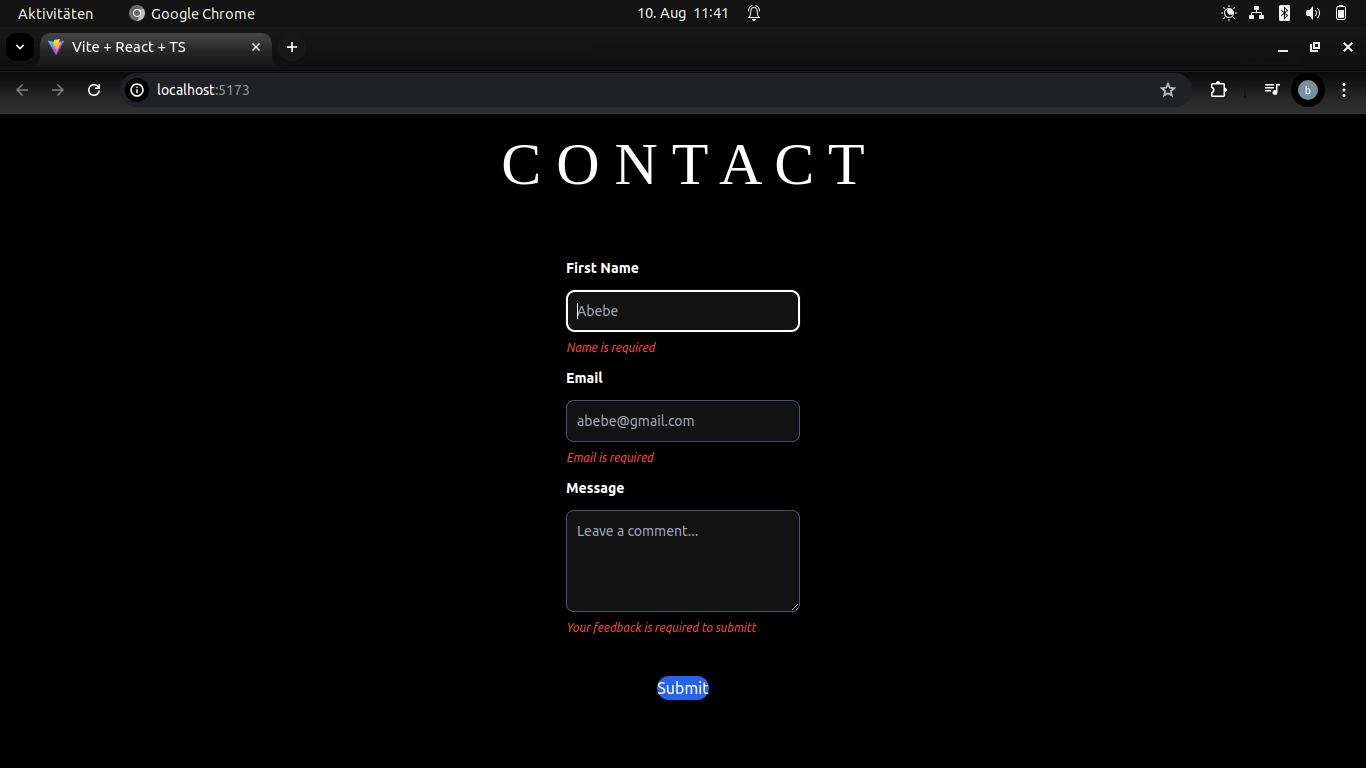 Aktivitäten Google Chrome 10. Aug 11:41
Vite + React + TS
localhost:5173 b
CONTACT
First Name
Abebe
Name is required
Email
abebe@gmail.com
Email is required
Message
Leave a comment...
Your feedback is required to submitt
Submit